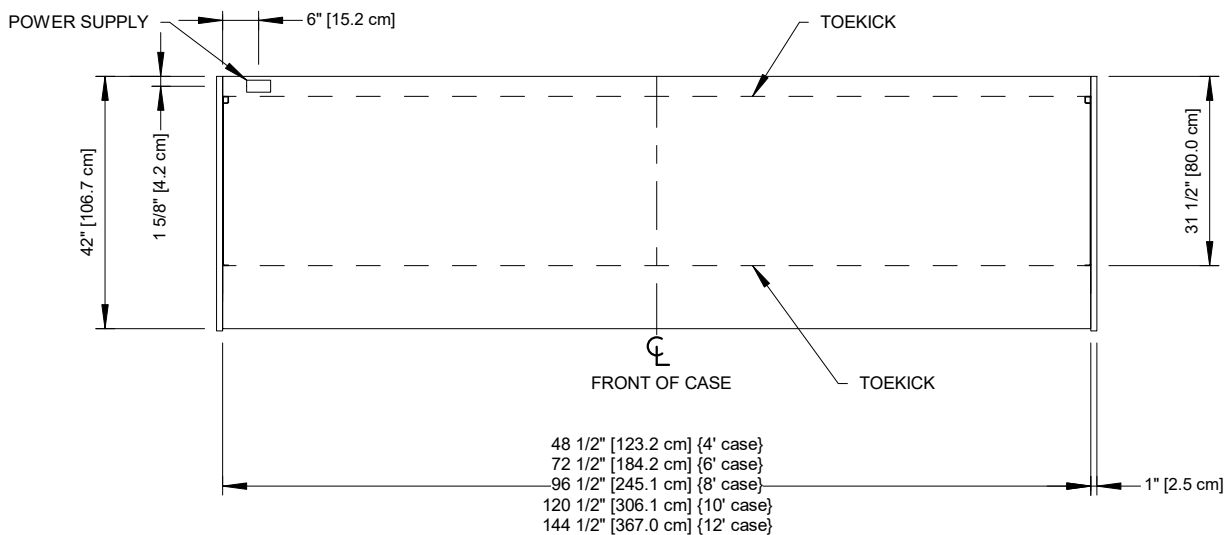 POWER SUPPLY
6" [15.2 cm]
TOEKICK
42" [106.7 cm]
1 5/8" [4.2 cm]
31 1/2" [80.0 cm]
℄
FRONT OF CASE
TOEKICK
48 1/2" [123.2 cm] {4' case}
72 1/2" [184.2 cm] {6' case}
96 1/2" [245.1 cm] {8' case}
1" [2.5 cm]
120 1/2" [306.1 cm] {10' case}
144 1/2" [367.0 cm] {12' case}